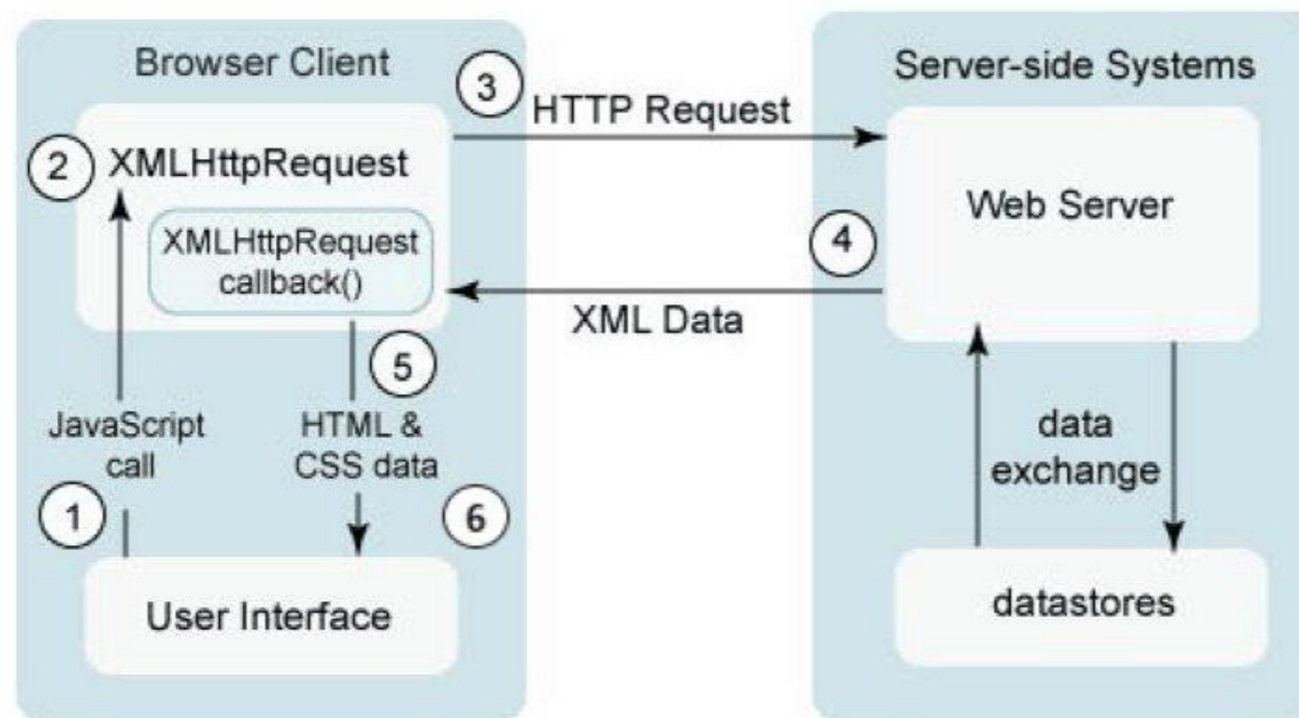 Browser Client
3
HTTP Request
2
XMLHttpRequest
XMLHttpRequest
callback()
5
JavaScript
call
HTML &
CSS data
1
6
User Interface
4
XML Data
Server-side Systems
Web Server
data
exchange
datastores